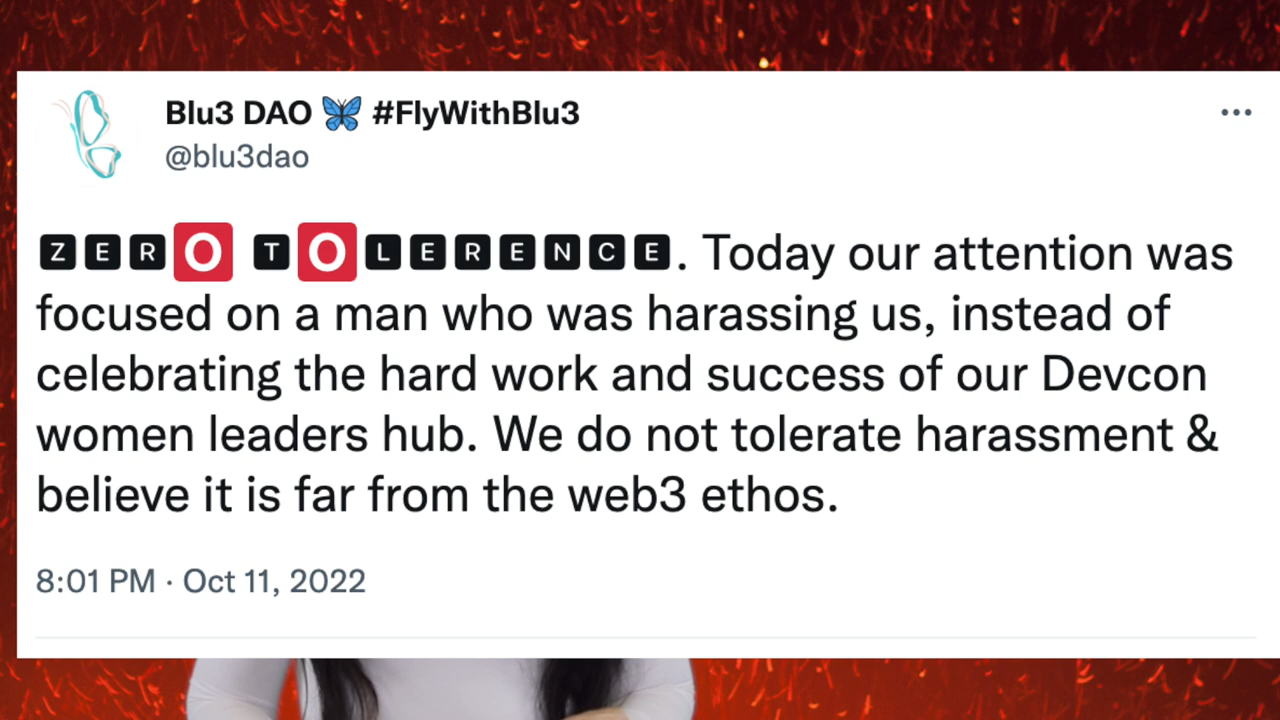 Blu3 DAO 🦋 #FlyWithBlu3
@blu3dao
ZERO TOLERENCE. Today our attention was
focused on a man who was harassing us, instead of
celebrating the hard work and success of our Devcon
women leaders hub. We do not tolerate harassment &
believe it is far from the web3 ethos.
8:01 PM · Oct 11, 2022